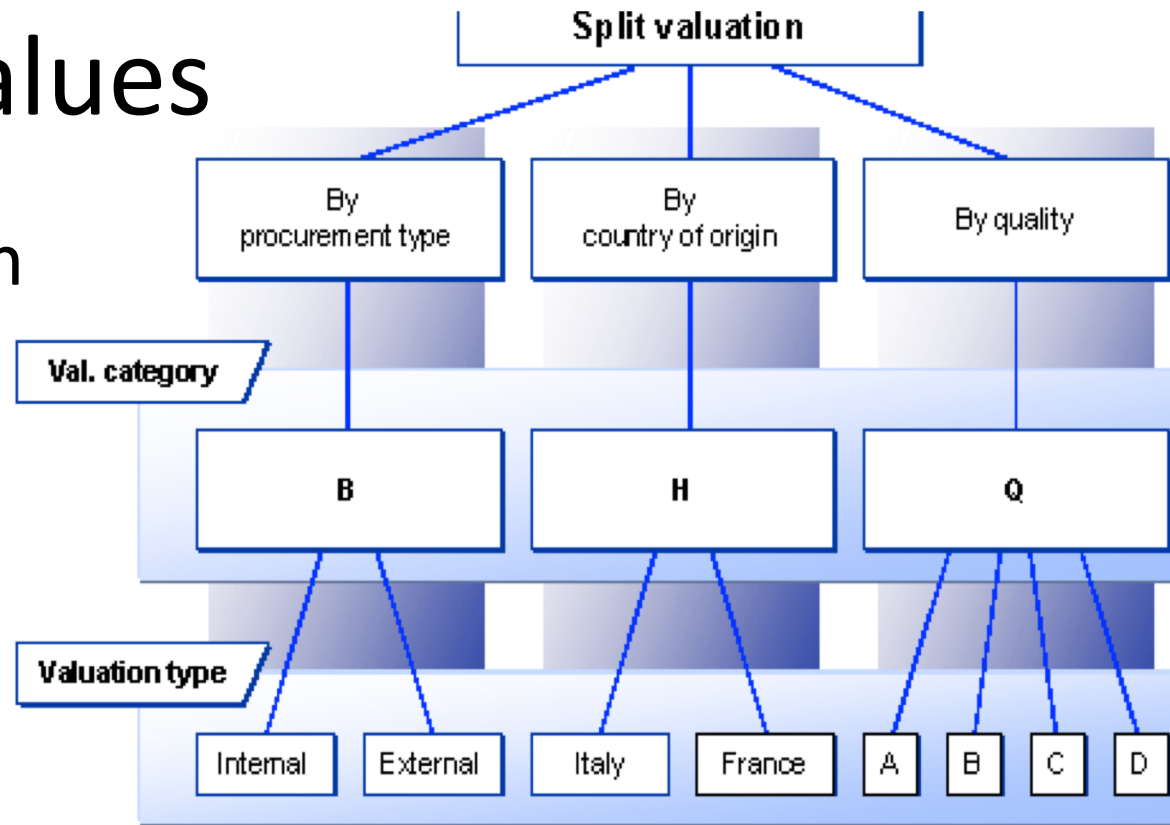 Split valuation
alues
By
procurement type
By
country of origin
By quality
n
Val. category
B
H
Q
Valuation type
Internal
External
Italy
France
A
B
C
D